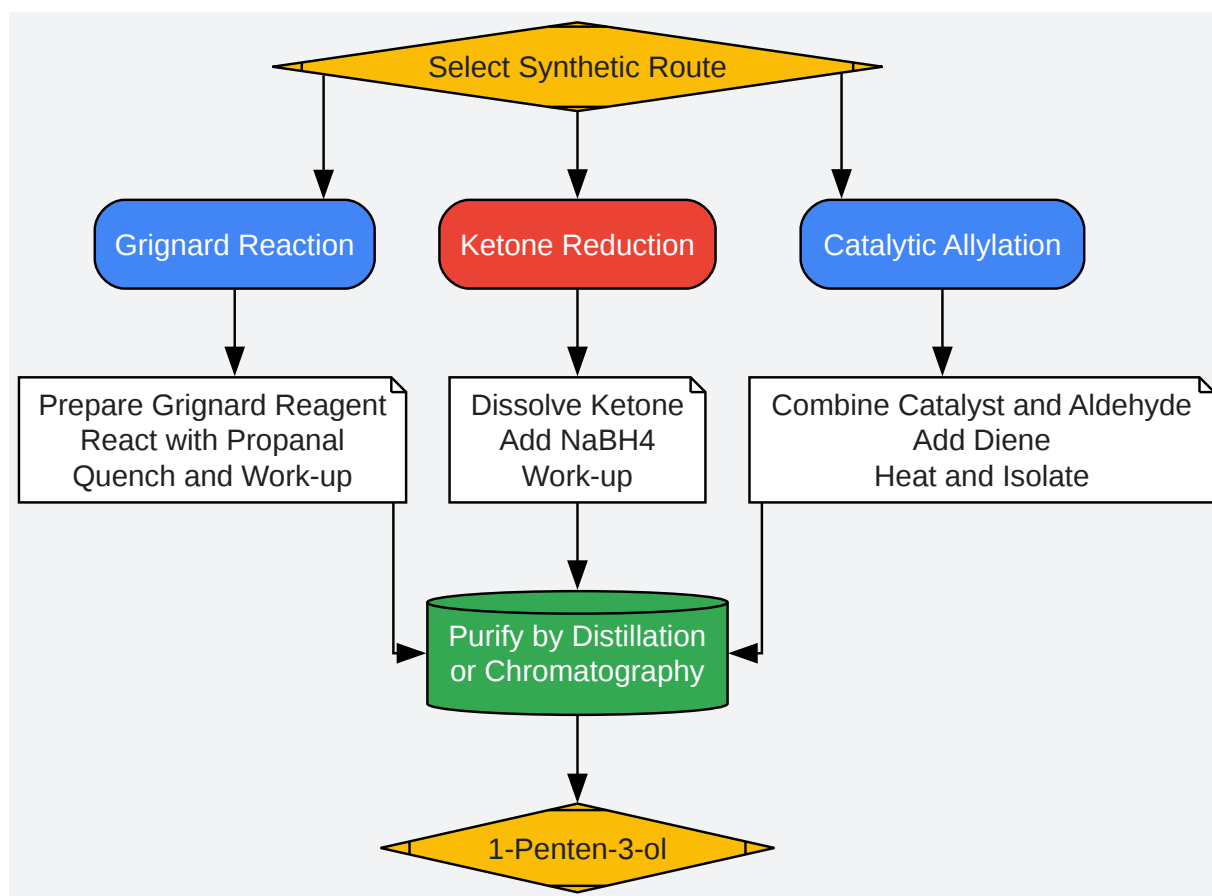 Select Synthetic Route
Grignard Reaction
Ketone Reduction
Catalytic Allylation
Prepare Grignard Reagent
React with Propanal
Quench and Work-up
Dissolve Ketone
Add NaBH4
Work-up
Combine Catalyst and Aldehyde
Add Diene
Heat and Isolate
Purify by Distillation
or Chromatography
1-Penten-3-ol